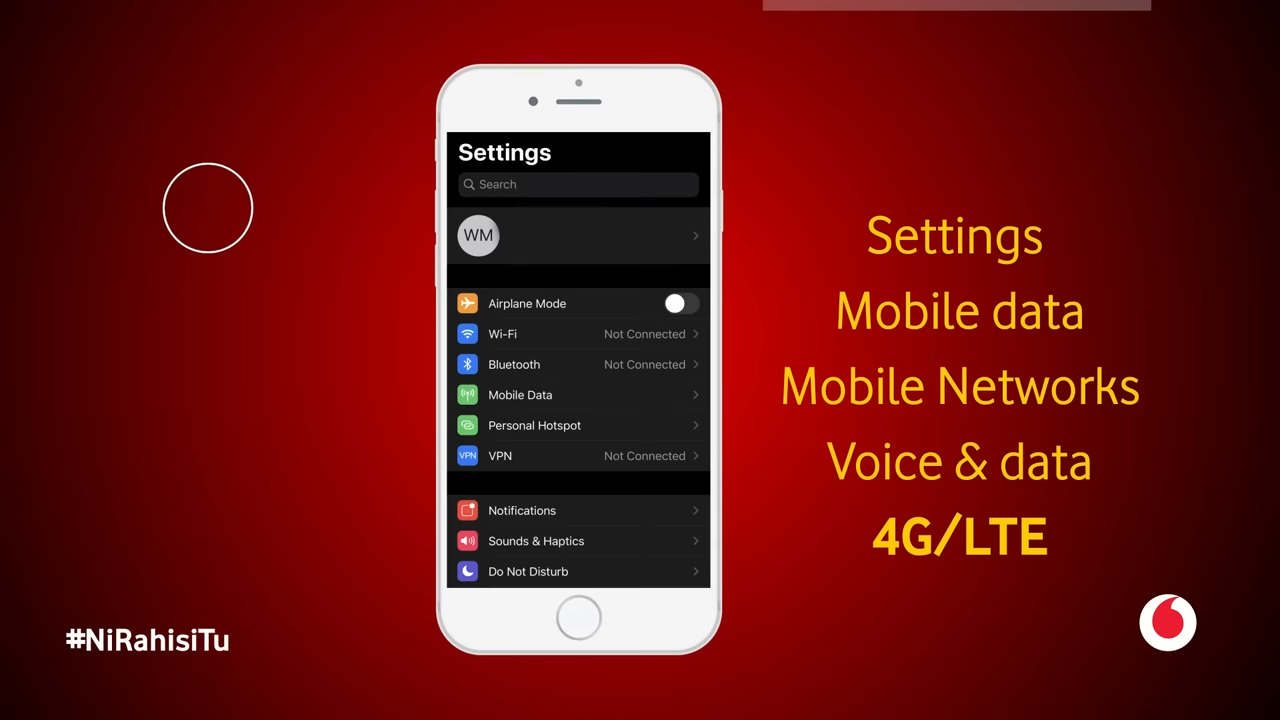 Settings
Search
WM
Airplane Mode
Wi-Fi Not Connected
Bluetooth Not Connected
Mobile Data
Personal Hotspot
VPN VPN Not Connected
Notifications
Sounds & Haptics
Do Not Disturb
Settings
Mobile data
Mobile Networks
Voice & data
4G/LTE
#NiRahisiTu